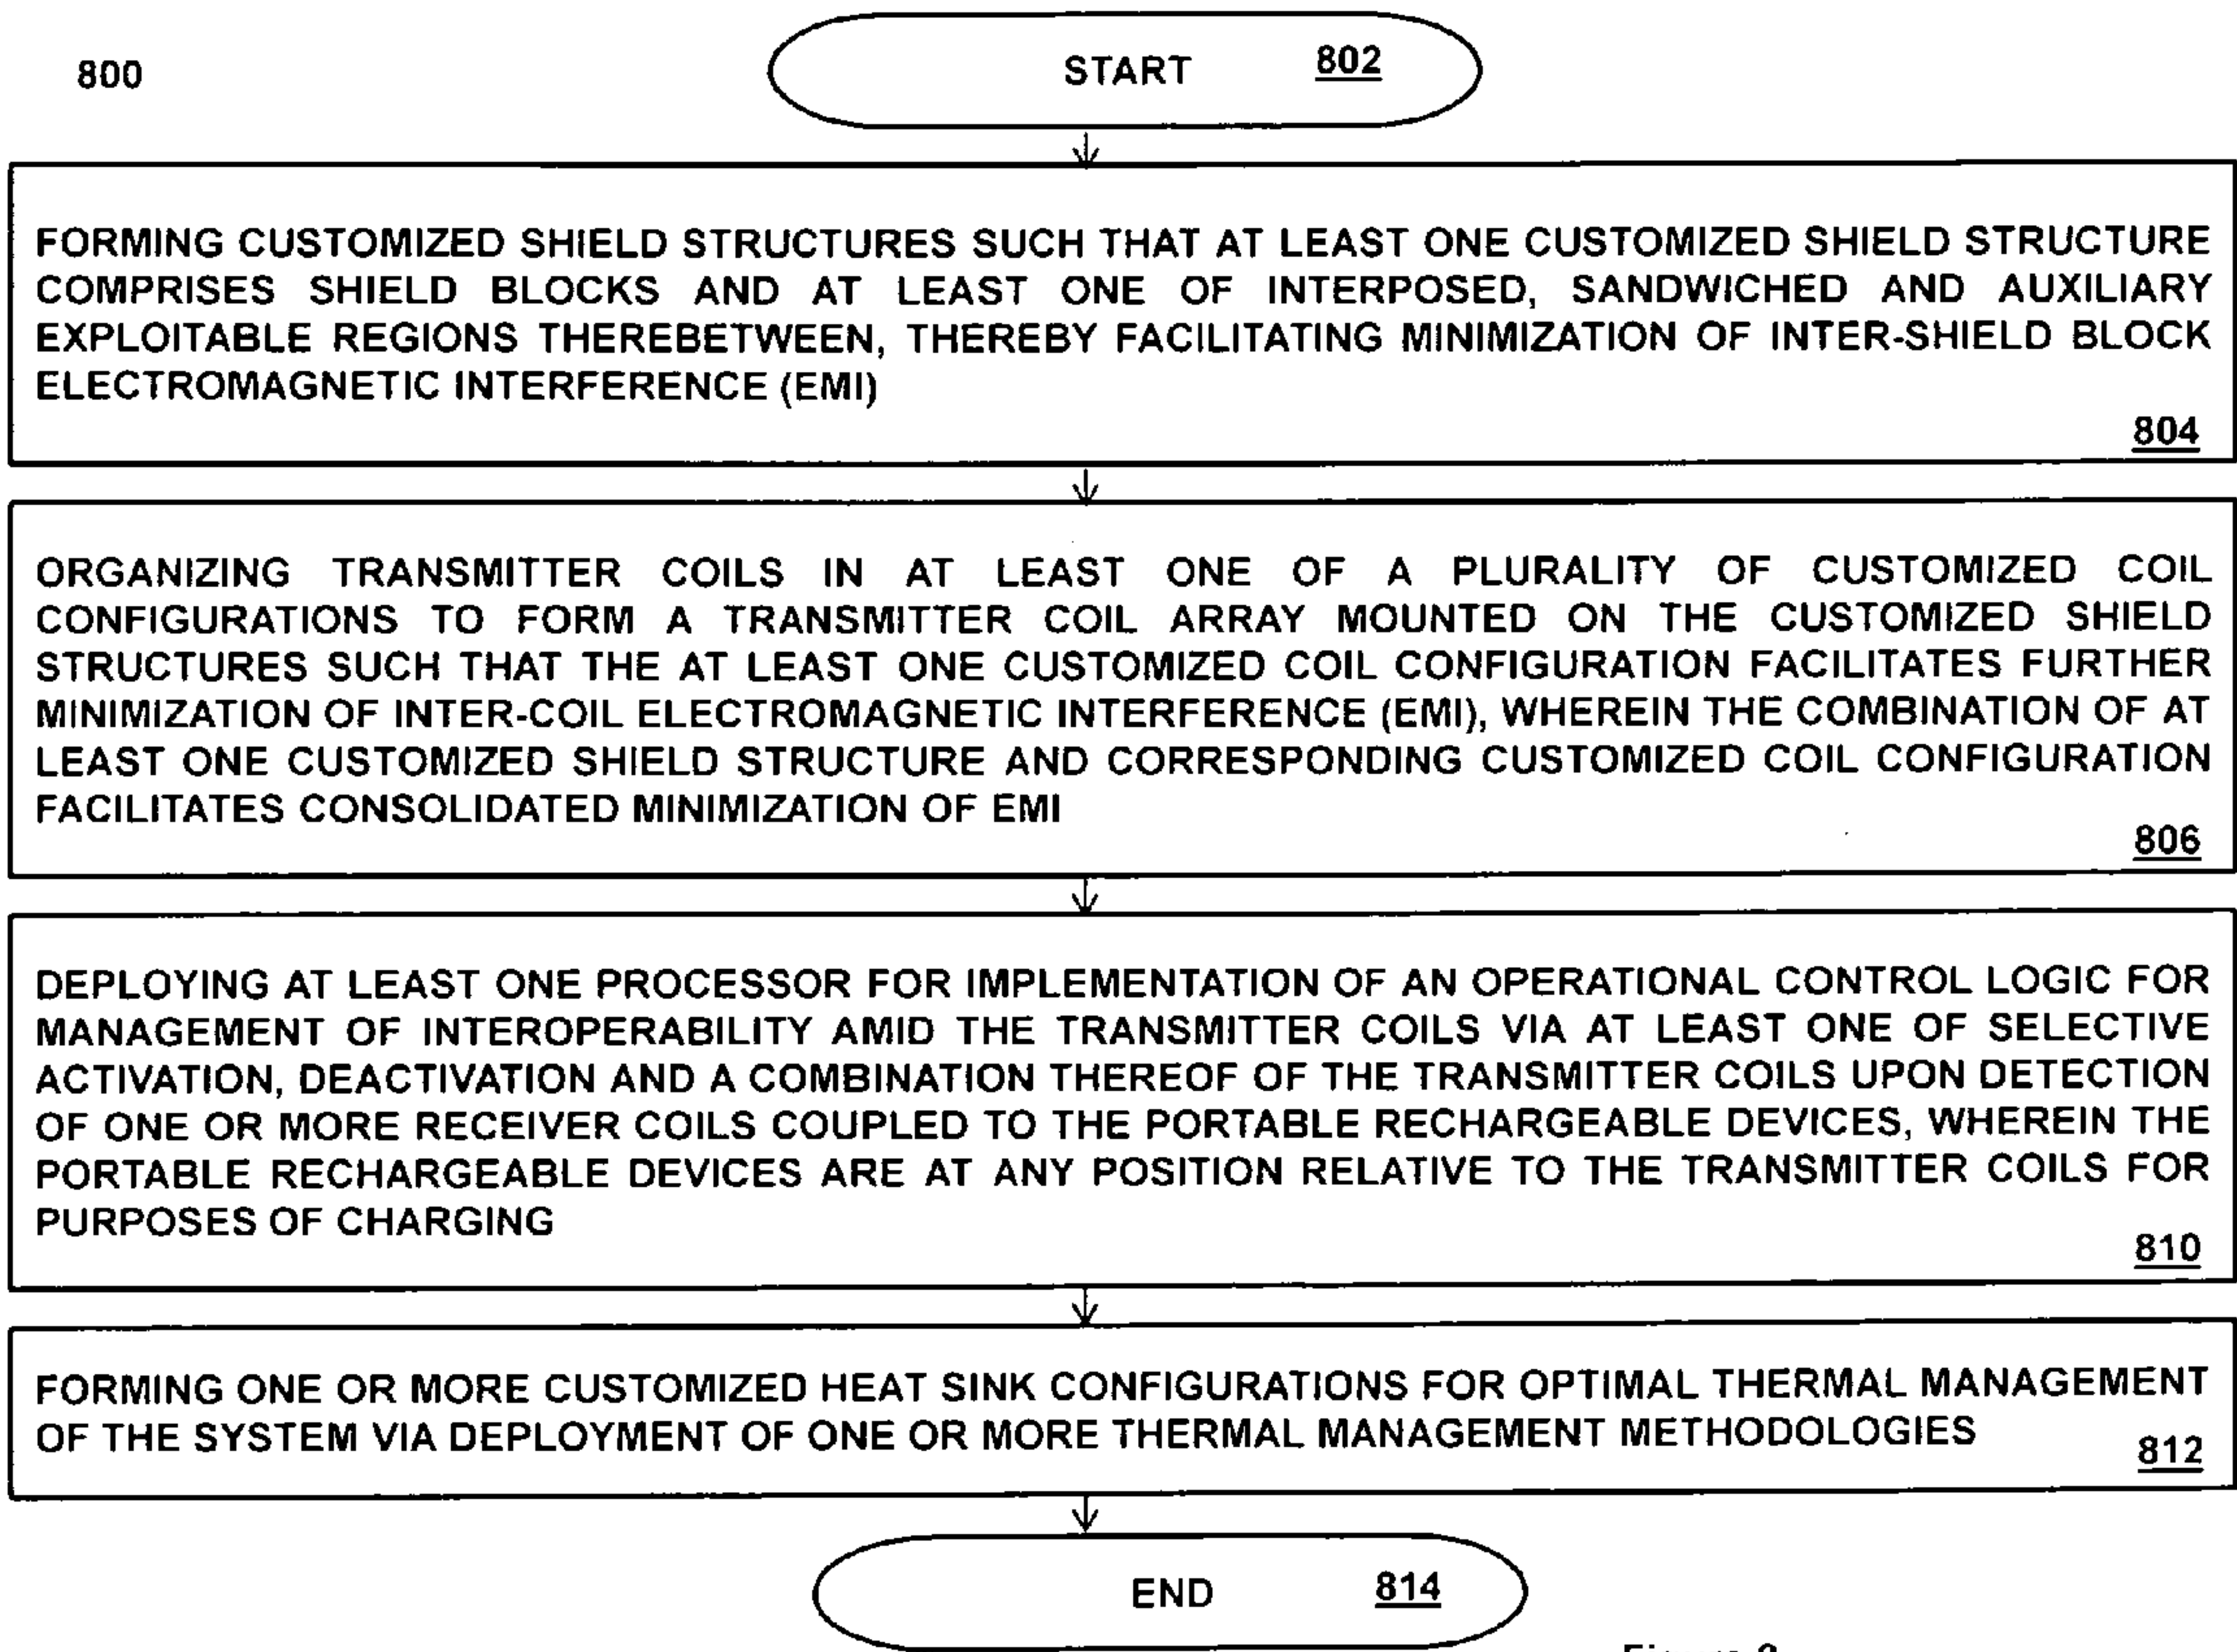 800
START 802
FORMING CUSTOMIZED SHIELD STRUCTURES SUCH THAT AT LEAST ONE CUSTOMIZED SHIELD STRUCTURE
COMPRISES SHIELD BLOCKS AND AT LEAST ONE OF INTERPOSED, SANDWICHED AND AUXILIARY
EXPLOITABLE REGIONS THEREBETWEEN, THEREBY FACILITATING MINIMIZATION OF INTER-SHIELD BLOCK
ELECTROMAGNETIC INTERFERENCE (EMI)
804
ORGANIZING TRANSMITTER COILS IN AT LEAST ONE OF A PLURALITY OF CUSTOMIZED COIL
CONFIGURATIONS TO FORM A TRANSMITTER COIL ARRAY MOUNTED ON THE CUSTOMIZED SHIELD
STRUCTURES SUCH THAT THE AT LEAST ONE CUSTOMIZED COIL CONFIGURATION FACILITATES FURTHER
MINIMIZATION OF INTER-COIL ELECTROMAGNETIC INTERFERENCE (EMI), WHEREIN THE COMBINATION OF AT
LEAST ONE CUSTOMIZED SHIELD STRUCTURE AND CORRESPONDING CUSTOMIZED COIL CONFIGURATION
FACILITATES CONSOLIDATED MINIMIZATION OF EMI
806
DEPLOYING AT LEAST ONE PROCESSOR FOR IMPLEMENTATION OF AN OPERATIONAL CONTROL LOGIC FOR
MANAGEMENT OF INTEROPERABILITY AMID THE TRANSMITTER COILS VIA AT LEAST ONE OF SELECTIVE
ACTIVATION, DEACTIVATION AND A COMBINATION THEREOF OF THE TRANSMITTER COILS UPON DETECTION
OF ONE OR MORE RECEIVER COILS COUPLED TO THE PORTABLE RECHARGEABLE DEVICES, WHEREIN THE
PORTABLE RECHARGEABLE DEVICES ARE AT ANY POSITION RELATIVE TO THE TRANSMITTER COILS FOR
PURPOSES OF CHARGING
810
FORMING ONE OR MORE CUSTOMIZED HEAT SINK CONFIGURATIONS FOR OPTIMAL THERMAL MANAGEMENT
OF THE SYSTEM VIA DEPLOYMENT OF ONE OR MORE THERMAL MANAGEMENT METHODOLOGIES
812
END 814